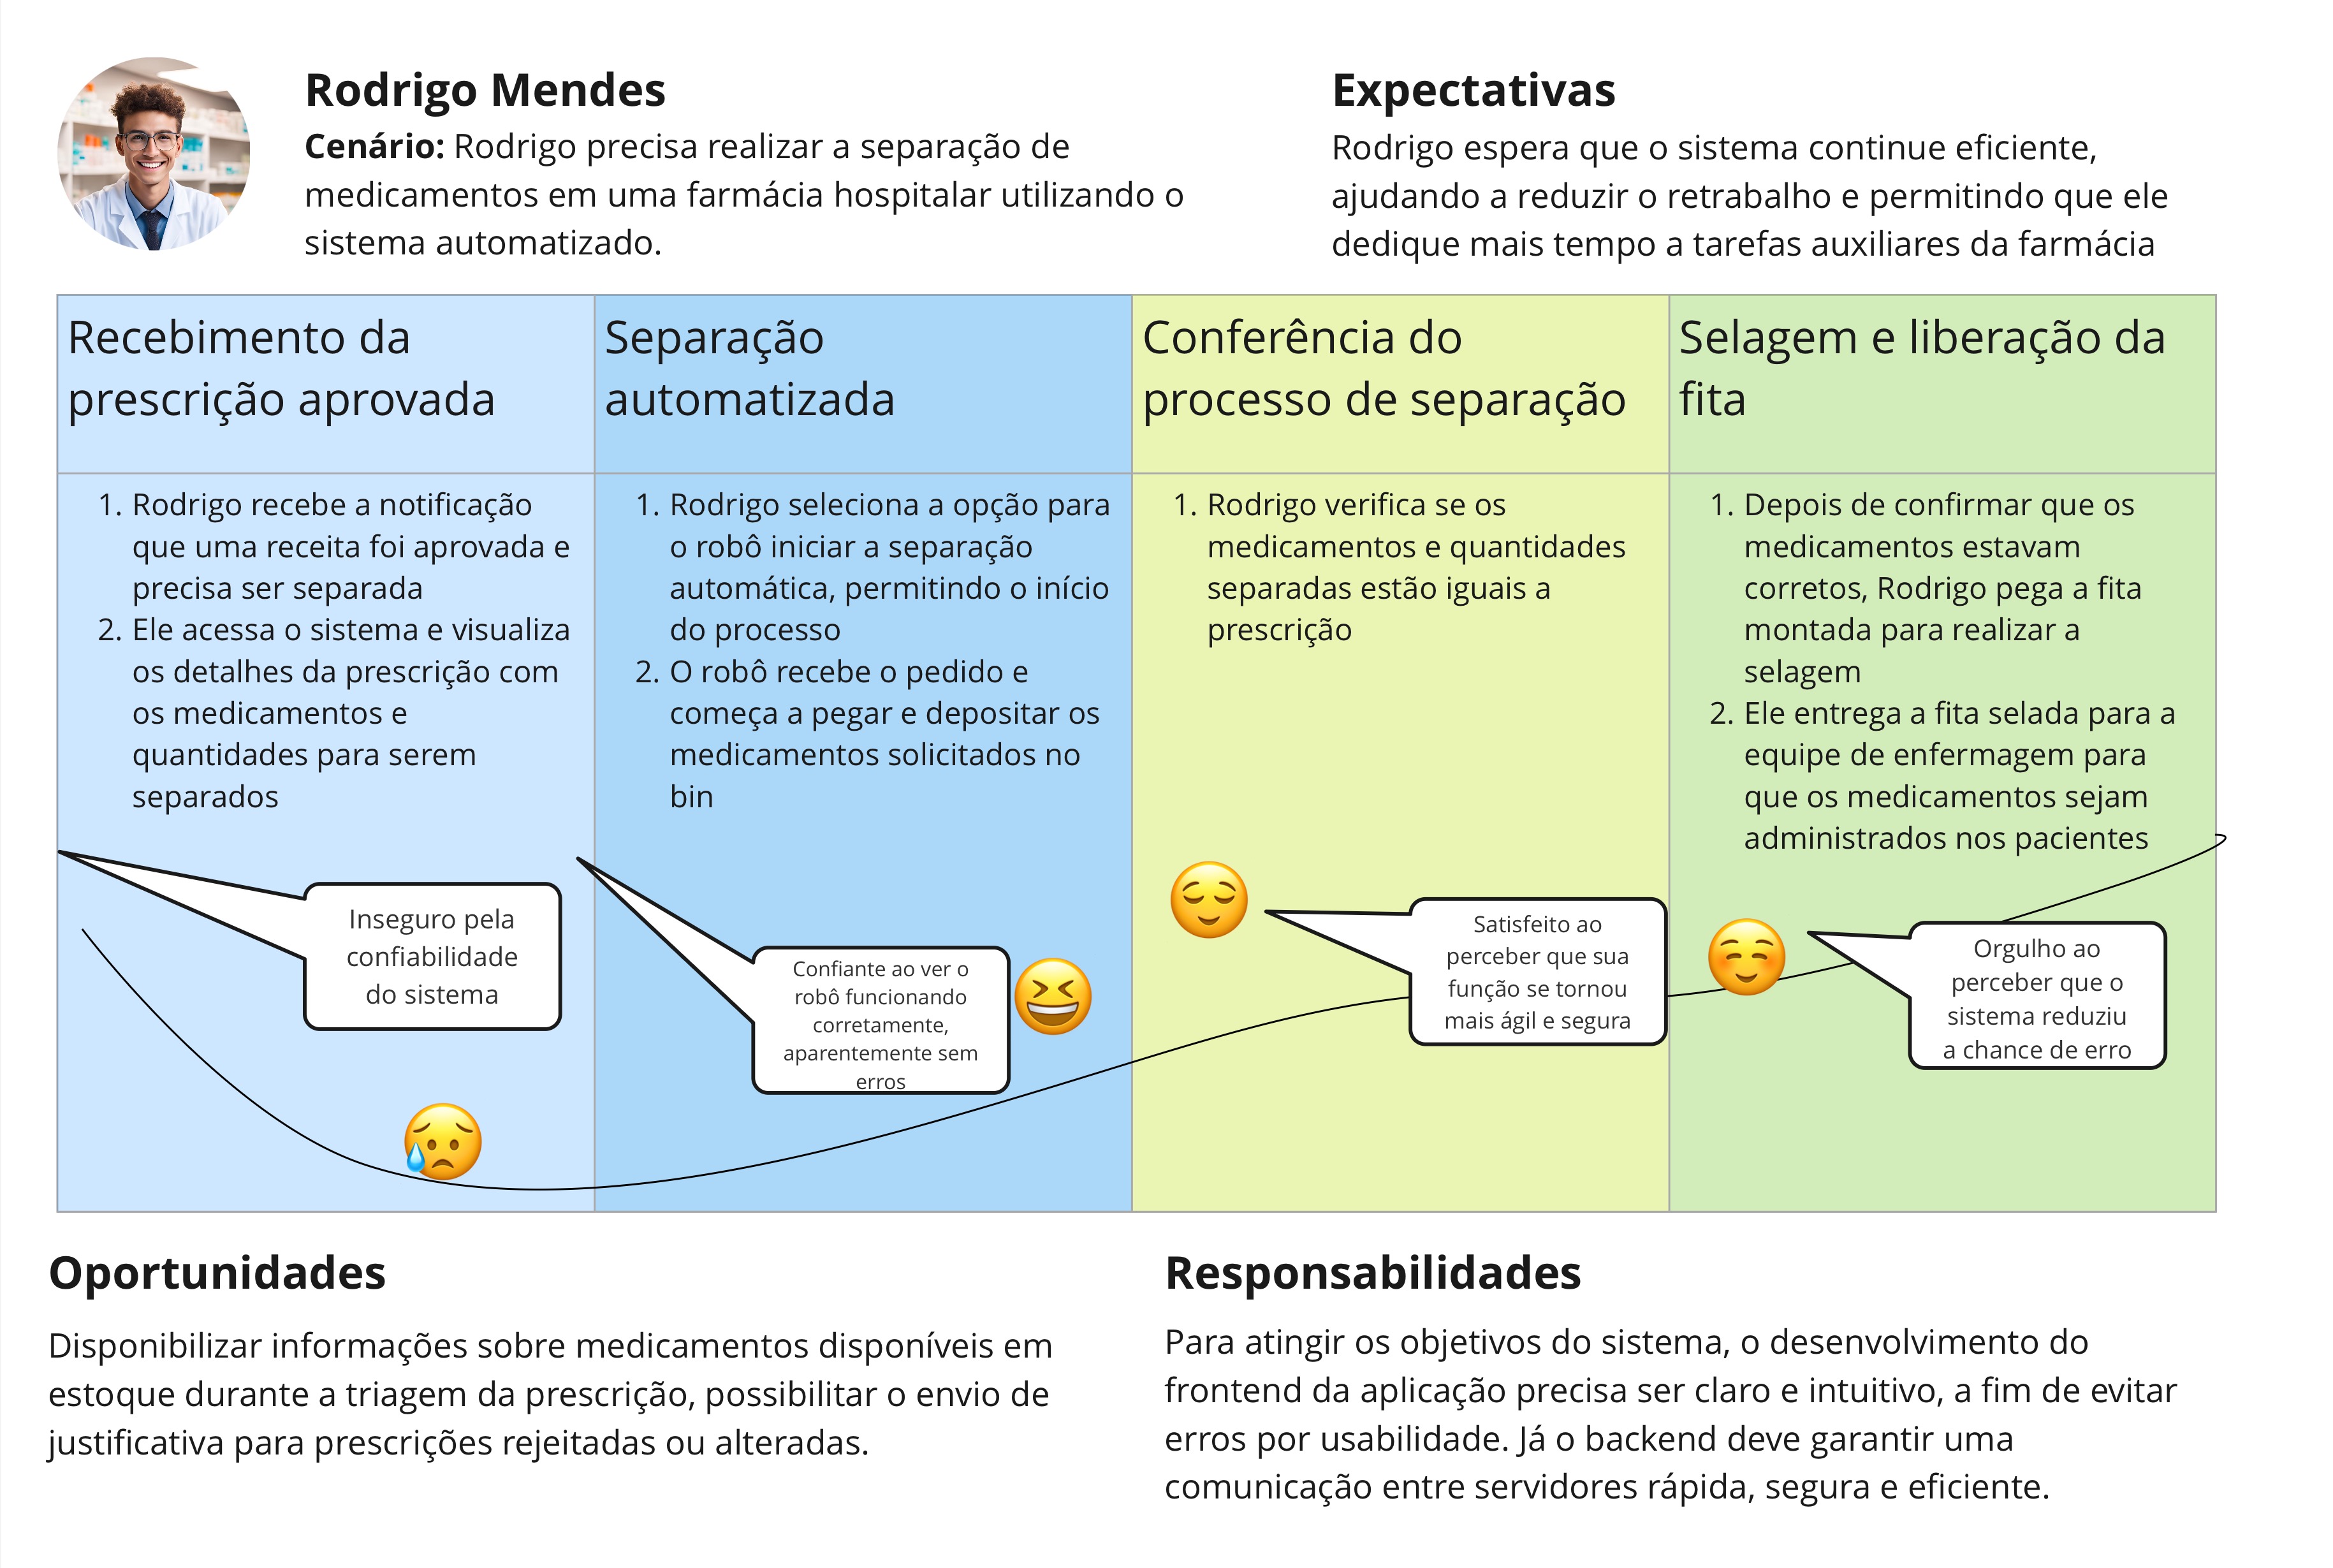 Rodrigo Mendes
Cenário: Rodrigo precisa realizar a separação de
medicamentos em uma farmácia hospitalar utilizando o
sistema automatizado.
Expectativas
Rodrigo espera que o sistema continue eficiente,
ajudando a reduzir o retrabalho e permitindo que ele
dedique mais tempo a tarefas auxiliares da farmácia
Recebimento da
prescrição aprovada
1. Rodrigo recebe a notificação
que uma receita foi aprovada e
precisa ser separada
2. Ele acessa o sistema e visualiza
os detalhes da prescrição com
os medicamentos e
quantidades para serem
separados
Inseguro pela
confiabilidade
do sistema
Separação
automatizada
1. Rodrigo seleciona a opção para
o robô iniciar a separação
automática, permitindo o início
do processo
2. O robô recebe o pedido e
começa a pegar e depositar os
medicamentos solicitados no
bin
Confiante ao ver o
robô funcionando
corretamente,
aparentemente sem
erros
Conferência do
processo de separação
1. Rodrigo verifica se os
medicamentos e quantidades
separadas estão iguais a
prescrição
Satisfeito ao
perceber que sua
função se tornou
mais ágil e segura
Selagem e liberação da
fita
1. Depois de confirmar que os
medicamentos estavam
corretos, Rodrigo pega a fita
montada para realizar a
selagem
2. Ele entrega a fita selada para a
equipe de enfermagem para
que os medicamentos sejam
administrados nos pacientes
Orgulho ao
perceber que o
sistema reduziu
a chance de erro
Oportunidades
Disponibilizar informações sobre medicamentos disponíveis em
estoque durante a triagem da prescrição, possibilitar o envio de
justificativa para prescrições rejeitadas ou alteradas.
Responsabilidades
Para atingir os objetivos do sistema, o desenvolvimento do
frontend da aplicação precisa ser claro e intuitivo, a fim de evitar
erros por usabilidade. Já o backend deve garantir uma
comunicação entre servidores rápida, segura e eficiente.